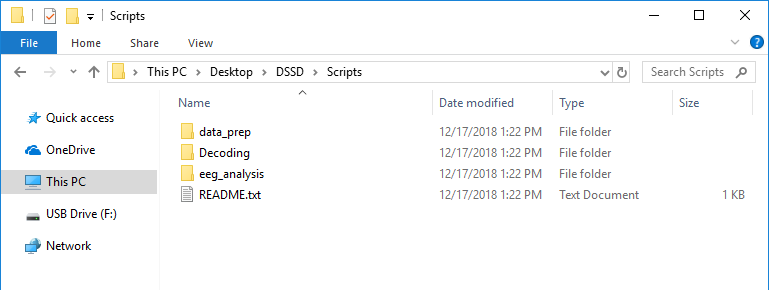 Scripts
File Home Share View
This PC Desktop DSSD Scripts Search Scripts
Name Date modified Type Size
Quick access
OneDrive
This PC
USB Drive (F:)
Network
data_prep 12/17/2018 1:22 PM File folder
Decoding 12/17/2018 1:22 PM File folder
eeg_analysis 12/17/2018 1:22 PM File folder
README.txt 12/17/2018 1:22 PM Text Document 1 KB